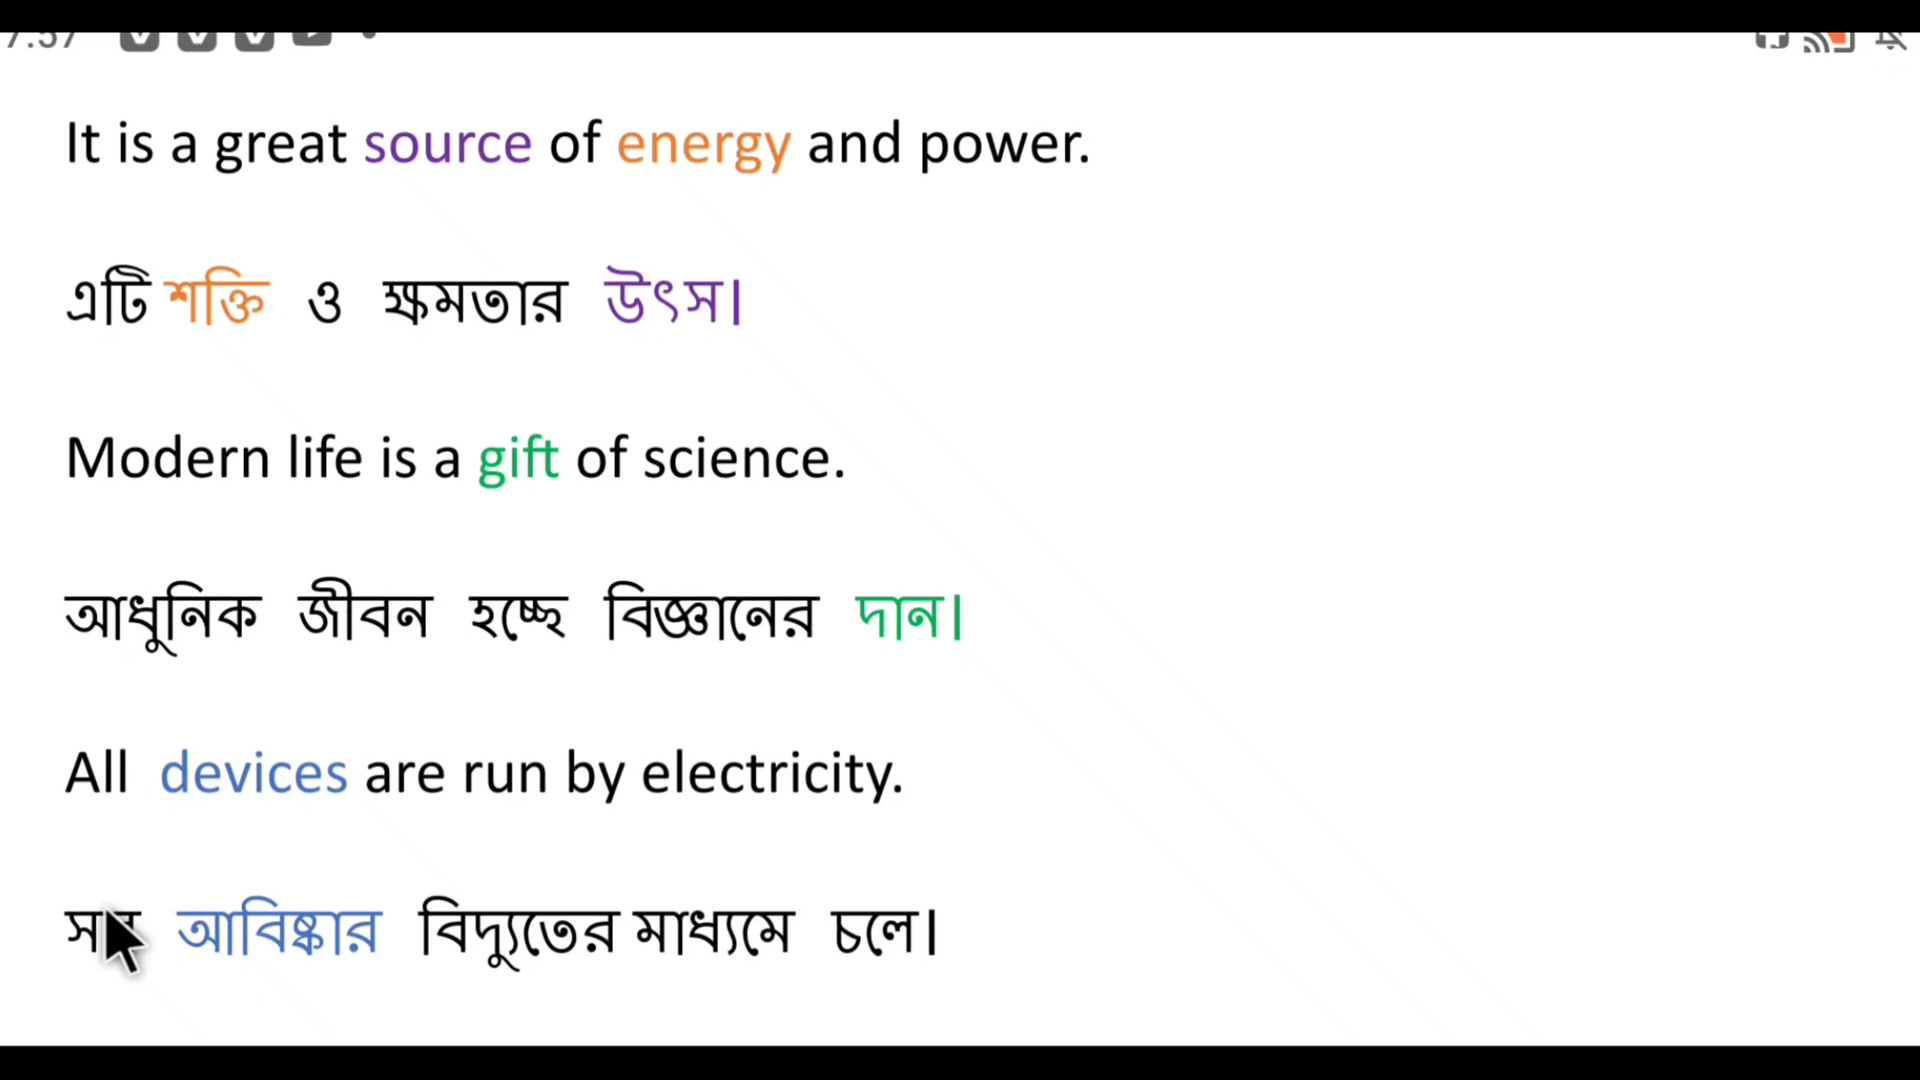 It is a great source of energy and power.
এটি শক্তি ও ক্ষমতার উৎস।
Modern life is a gift of science.
আধুনিক জীবন হচ্ছে বিজ্ঞানের দান।
All devices are run by electricity.
আবিষ্কার বিদ্যুতের মাধ্যমে চলে।